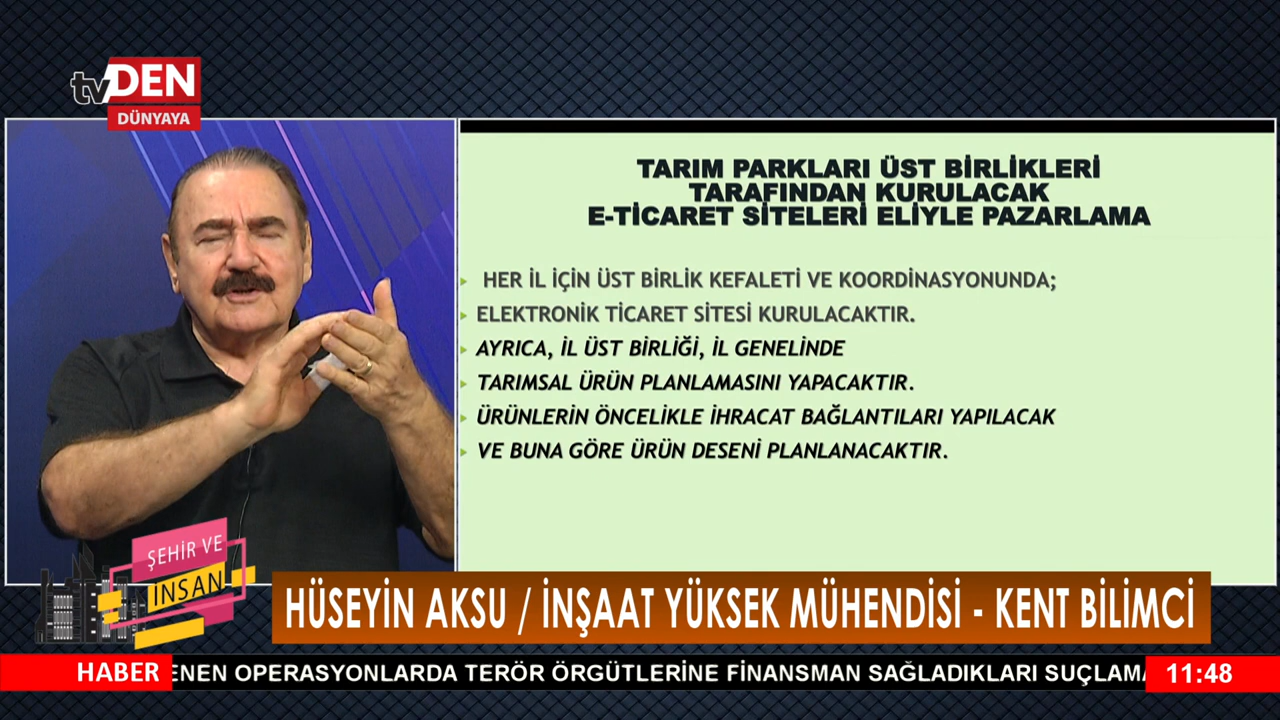 tvDEN
DÜNYAYA
TARIM PARKLARI ÜST BİRLİKLERİ
TARAFINDAN KURULACAK
E-TİCARET SİTELERİ ELİYLE PAZARLAMA
HER İL İÇİN ÜST BİRLİK KEFALETİ VE KOORDİNASYONUNDA;
ELEKTRONİK TİCARET SİTESİ KURULACAKTIR.
AYRICA, İL ÜST BİRLİĞİ, İL GENELİNDE
TARIMSAL ÜRÜN PLANLAMASINI YAPACAKTIR.
ÜRÜNLERİN ÖNCELİKLE İHRACAT BAĞLANTILARI YAPILACAK
VE BUNA GÖRE ÜRÜN DESENİ PLANLANACAKTIR.
ŞEHİR VE
İNSAN
HÜSEYİN AKSU / İNŞAAT YÜKSEK MÜHENDİSİ - KENT BİLİMCİ
HABER ENEN OPERASYONLARDA TERÖR ÖRGÜTLERİNE FİNANSMAN SAĞLADIKLARI SUÇLAMA 11:48